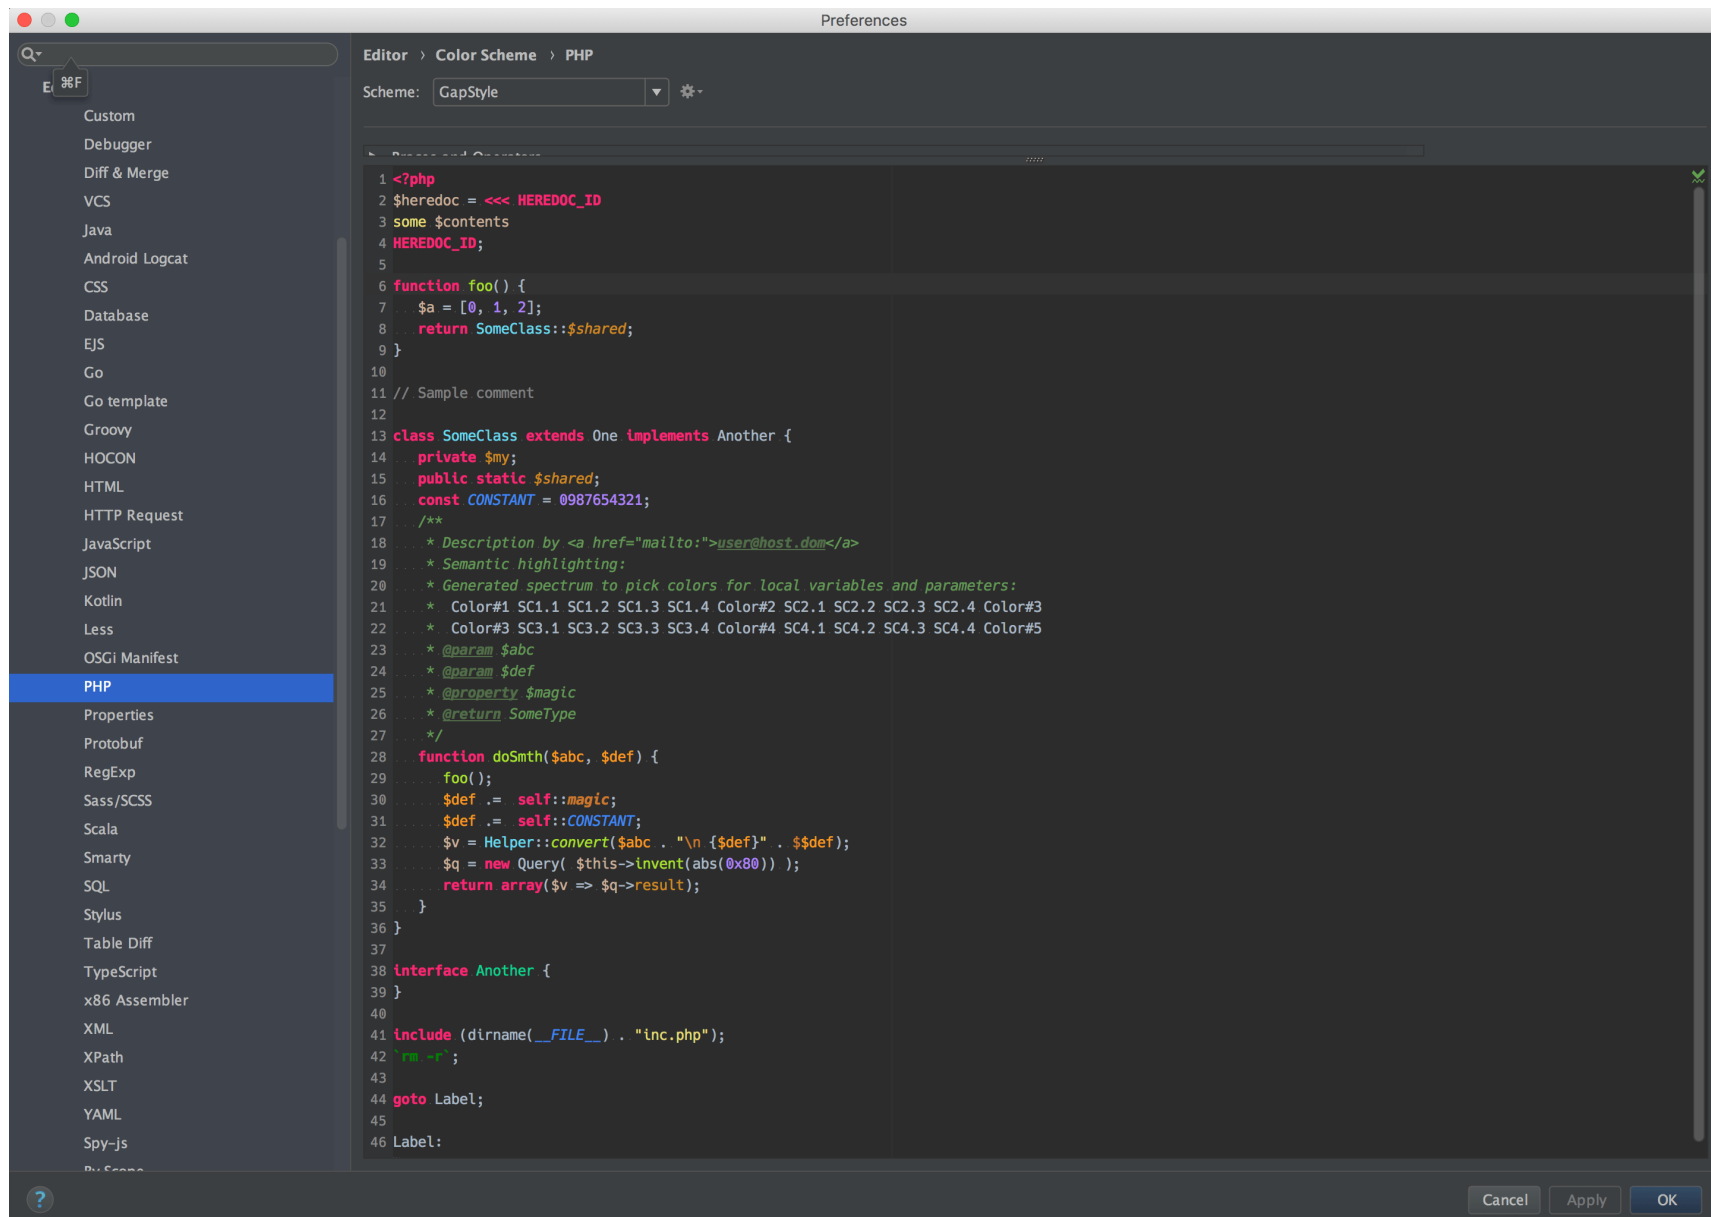 Preferences
⌘F
Custom
Debugger
Diff & Merge
VCS
Java
Android Logcat
CSS
Database
EJS
Go
Go template
Groovy
HOCON
HTML
HTTP Request
JavaScript
JSON
Kotlin
Less
OSGi Manifest
PHP
Properties
Protobuf
RegExp
Sass/SCSS
Scala
Smarty
SQL
Stylus
Table Diff
TypeScript
x86 Assembler
XML
XPath
XSLT
YAML
Spy-js
By Scope
Editor › Color Scheme › PHP
Scheme: GapStyle
Braces and Operators
1 <?php
2 $heredoc = <<< HEREDOC_ID
3 some $contents
4 HEREDOC_ID;
5
6 function foo() {
7 $a = [0, 1, 2];
8 return SomeClass::$shared;
9 }
10
11 // Sample comment
12
13 class SomeClass extends One implements Another {
14 private $my;
15 public static $shared;
16 const CONSTANT = 0987654321;
17 /**
18 * Description by <a href="mailto:">user@host.dom</a>
19 * Semantic highlighting:
20 * Generated spectrum to pick colors for local variables and parameters:
21 * Color#1 SC1.1 SC1.2 SC1.3 SC1.4 Color#2 SC2.1 SC2.2 SC2.3 SC2.4 Color#3
22 * Color#3 SC3.1 SC3.2 SC3.3 SC3.4 Color#4 SC4.1 SC4.2 SC4.3 SC4.4 Color#5
23 * @param $abc
24 * @param $def
25 * @property $magic
26 * @return SomeType
27 */
28 function doSmth($abc, $def) {
29 foo();
30 $def .= self::magic;
31 $def .= self::CONSTANT;
32 $v = Helper::convert($abc . "\n {$def}" . $$def);
33 $q = new Query( $this->invent(abs(0x80)) );
34 return array($v => $q->result);
35 }
36 }
37
38 interface Another {
39 }
40
41 include (dirname(__FILE__) . "inc.php");
42 `rm -r`;
43
44 goto Label;
45
46 Label:
?
Cancel
Apply
OK